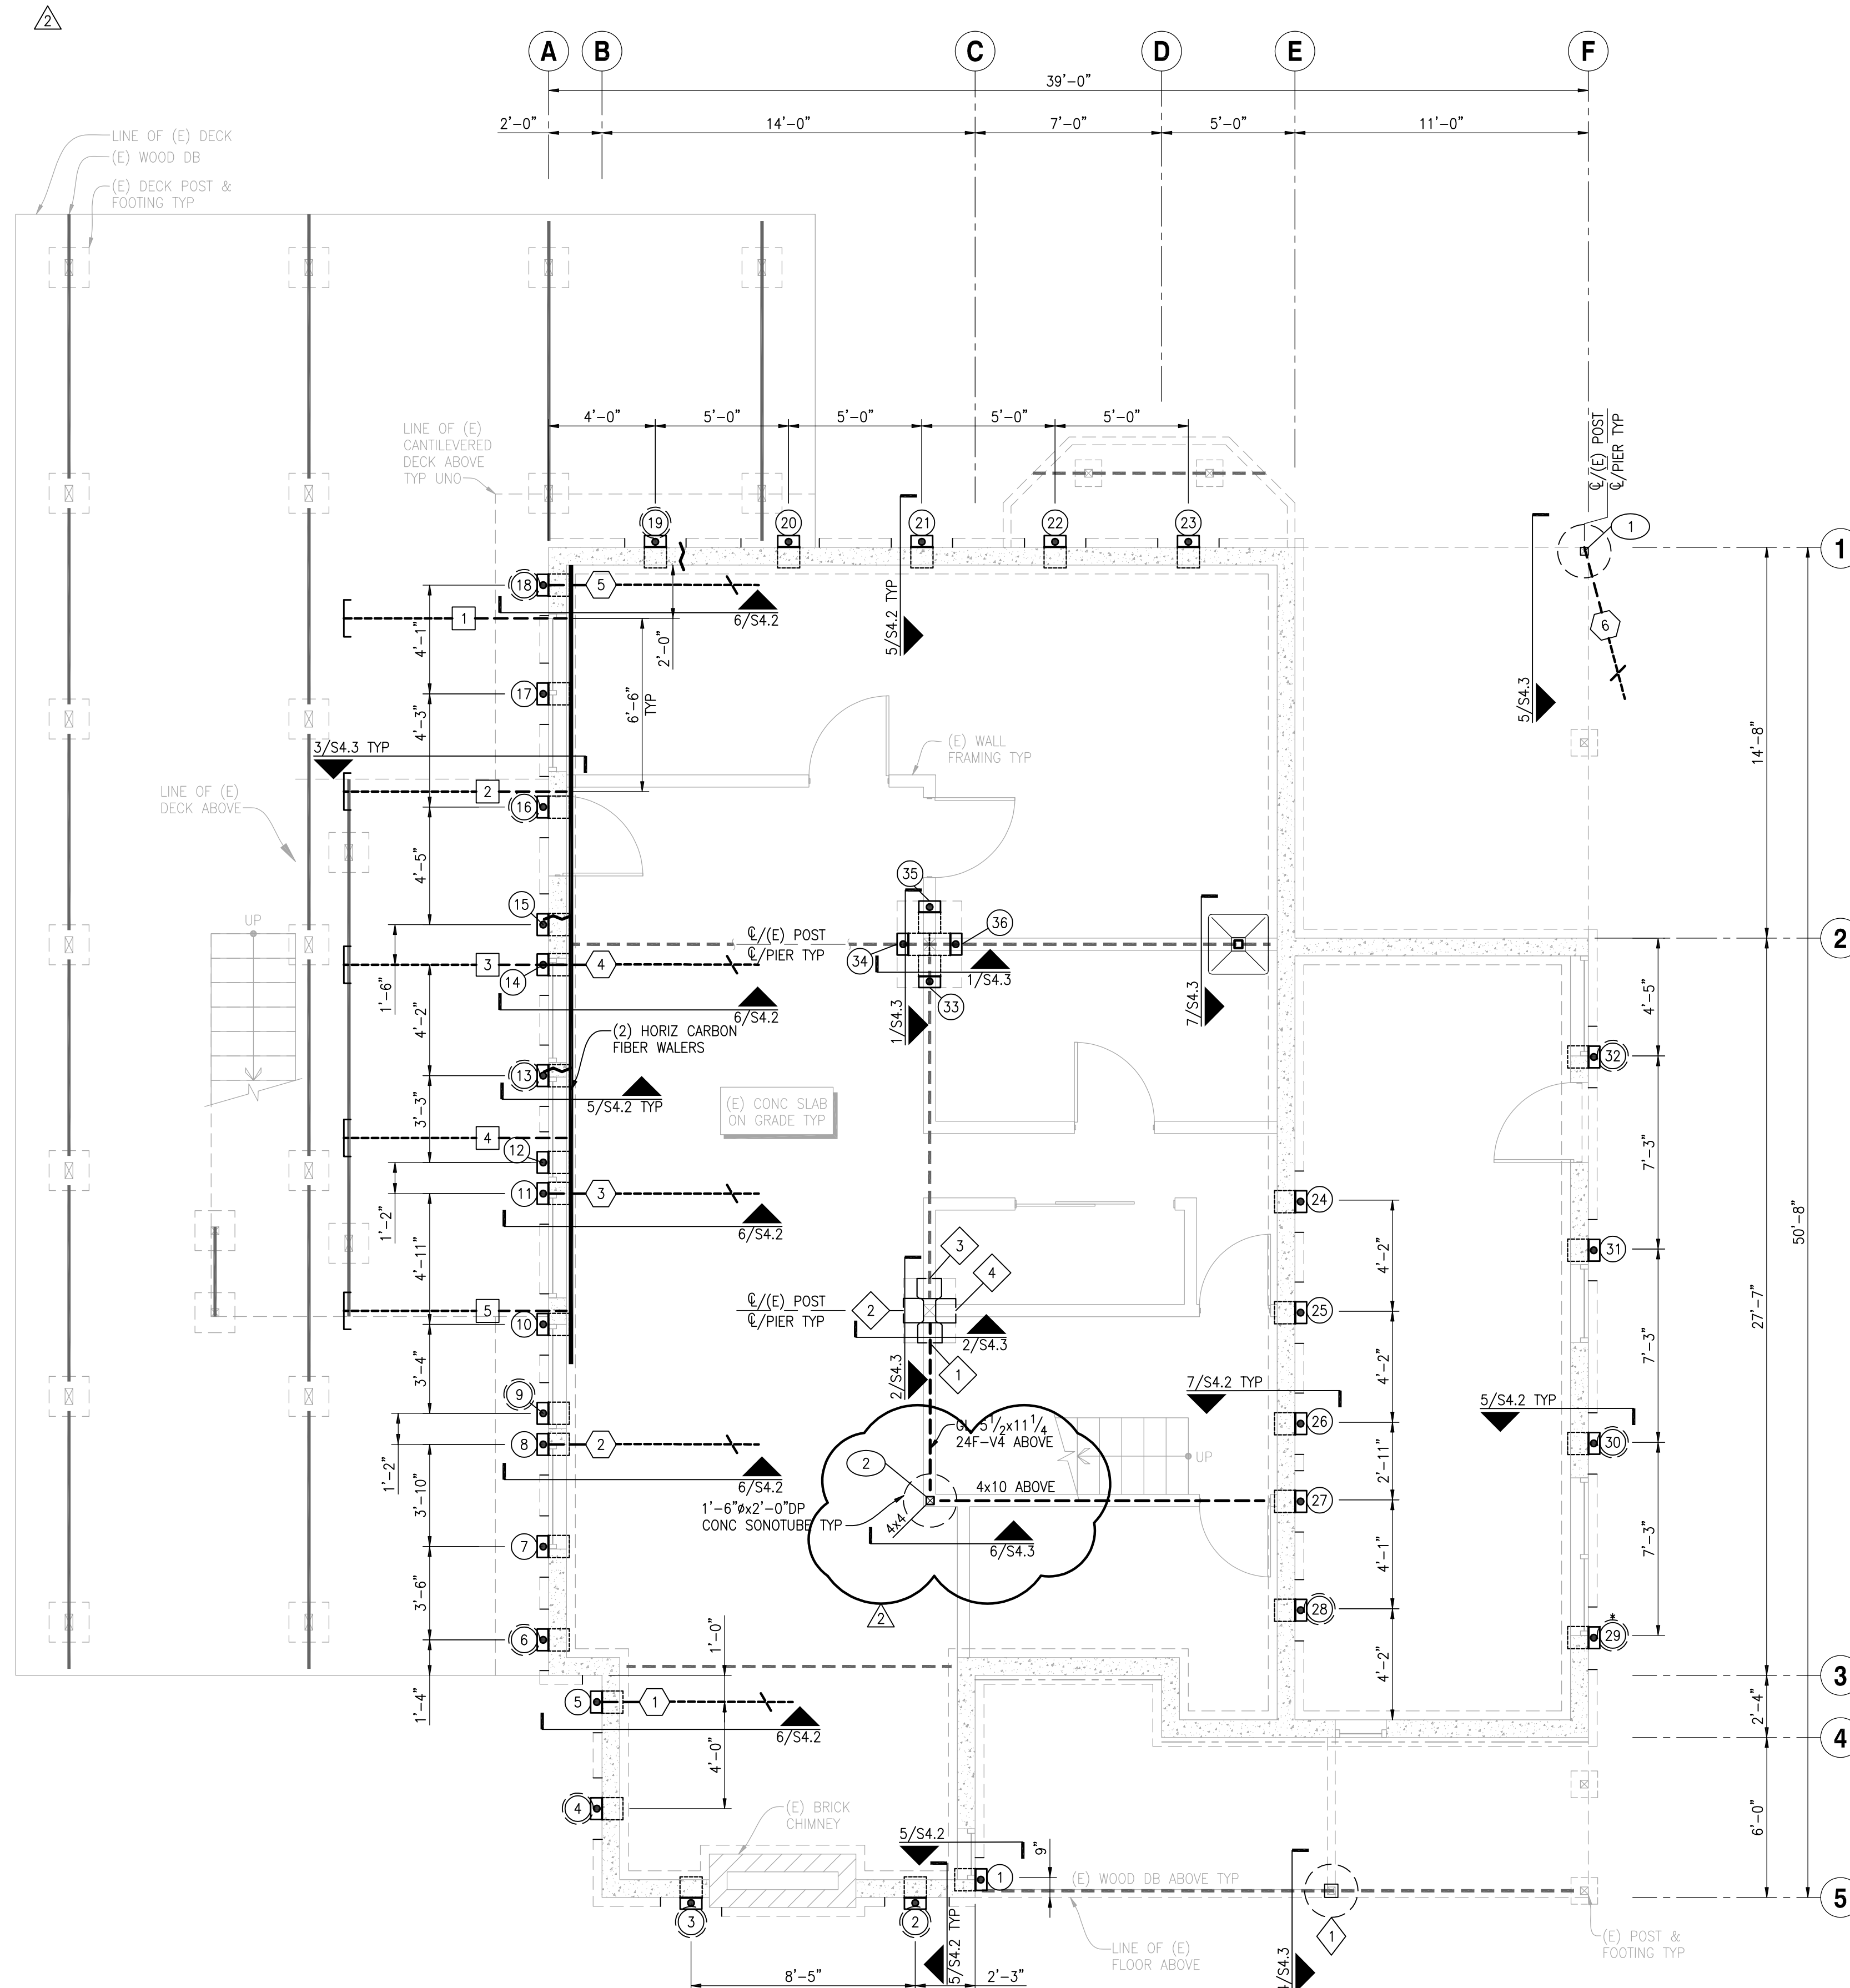 2
A
B
C
D
E
F
39'-0"
2'-0"
14'-0"
7'-0"
5'-0"
11'-0"
LINE OF (E) DECK
(E) WOOD DB
(E) DECK POST &
FOOTING TYP
4'-0"
5'-0"
5'-0"
5'-0"
5'-0"
LINE OF (E)
CANTILEVERED
DECK ABOVE
TYP UNO
℄/(E) POST
℄/PIER TYP
19
20
21
22
23
1
1
5/S4.2 TYP
5/S4.3
18
5
6/S4.2
1
4'-1"
2'-0"
6
17
6'-6"
TYP
4'-3"
14'-8"
(E) WALL
FRAMING TYP
3/S4.3 TYP
2
16
LINE OF (E)
DECK ABOVE
4'-5"
35
15
36
UP
℄/(E) POST
℄/PIER TYP
34
2
3
4
1/S4.3
14
1'-6"
33
1/S4.3
7/S4.3
4'-5"
4'-2"
6/S4.2
(2) HORIZ CARBON
FIBER WALERS
32
13
5/S4.2 TYP
3'-3"
(E) CONC SLAB
ON GRADE TYP
4
12
7'-3"
11
3
24
1'-2"
6/S4.2
50'-8"
3
31
4'-11"
4'-2"
4
5
℄/(E) POST
℄/PIER TYP
2
25
10
2/S4.3
27'-7"
7'-3"
3'-4"
2/S4.3
1
4'-2"
7/S4.2 TYP
5/S4.2 TYP
9
26
GL 5 1/2x11 1/4
24F-V4 ABOVE
8
2
30
1'-2"
UP
2
2'-11"
6/S4.2
4x10 ABOVE
27
1'-6"øx2'-0"DP
CONC SONOTUBE TYP
4x4
3'-10"
7
6/S4.3
4'-1"
7'-3"
3'-6"
28
2
*
29
6
1'-0"
4'-2"
3
1'-4"
5
1
6/S4.2
2'-4"
4
4'-0"
4
(E) BRICK
CHIMNEY
6'-0"
5/S4.2
9"
1
(E) WOOD DB ABOVE TYP
5
3
2
5/S4.2 TYP
1
LINE OF (E)
FLOOR ABOVE
(E) POST &
FOOTING TYP
8'-5"
2'-3"
/S4.3